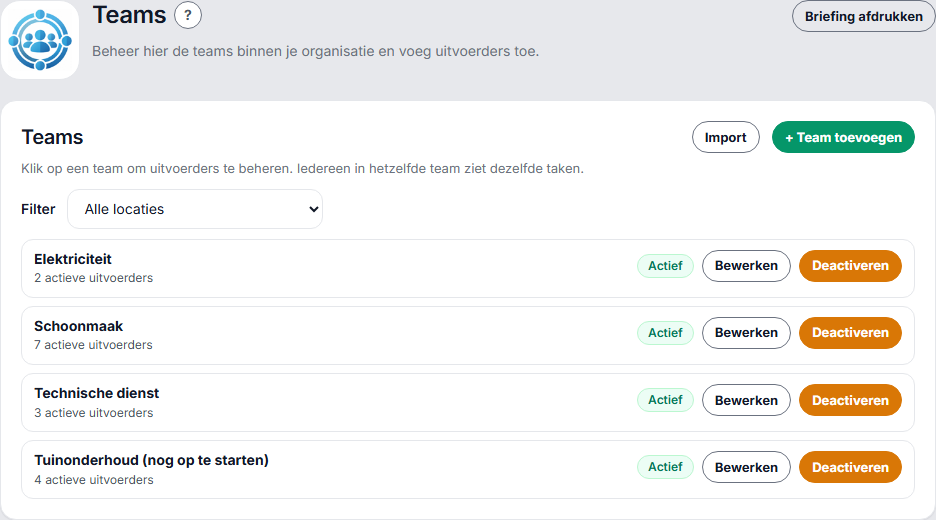 Teams ?
Briefing afdrukken
Beheer hier de teams binnen je organisatie en voeg uitvoerders toe.
Teams
Import
+ Team toevoegen
Klik op een team om uitvoerders te beheren. Iedereen in hetzelfde team ziet dezelfde taken.
Filter Alle locaties
Elektriciteit
2 actieve uitvoerders
Actief Bewerken Deactiveren
Schoonmaak
7 actieve uitvoerders
Actief Bewerken Deactiveren
Technische dienst
3 actieve uitvoerders
Actief Bewerken Deactiveren
Tuinonderhoud (nog op te starten)
4 actieve uitvoerders
Actief Bewerken Deactiveren